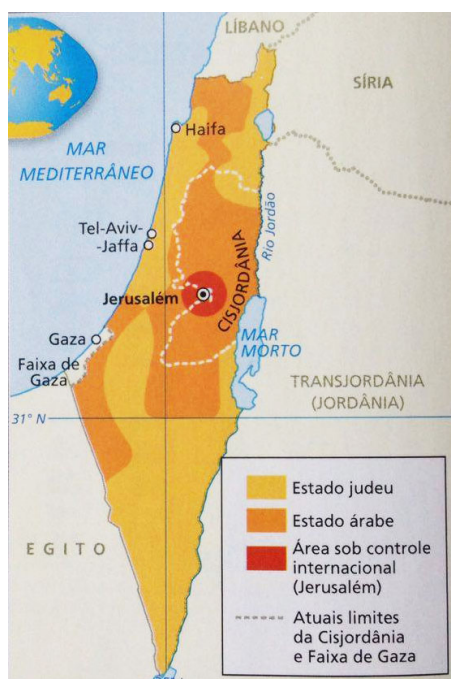 LÍBANO
SÍRIA
Haifa
MAR
MEDITERRÂNEO
Rio Jordão
Tel-Aviv-
-Jaffa
CISJORDÂNIA
Jerusalém
Gaza
MAR
MORTO
Faixa de
Gaza
TRANSJORDÂNIA
(JORDÂNIA)
31° N
EGITO
Estado judeu
Estado árabe
Área sob controle
internacional
(Jerusalém)
Atuais limites
da Cisjordânia
e Faixa de Gaza